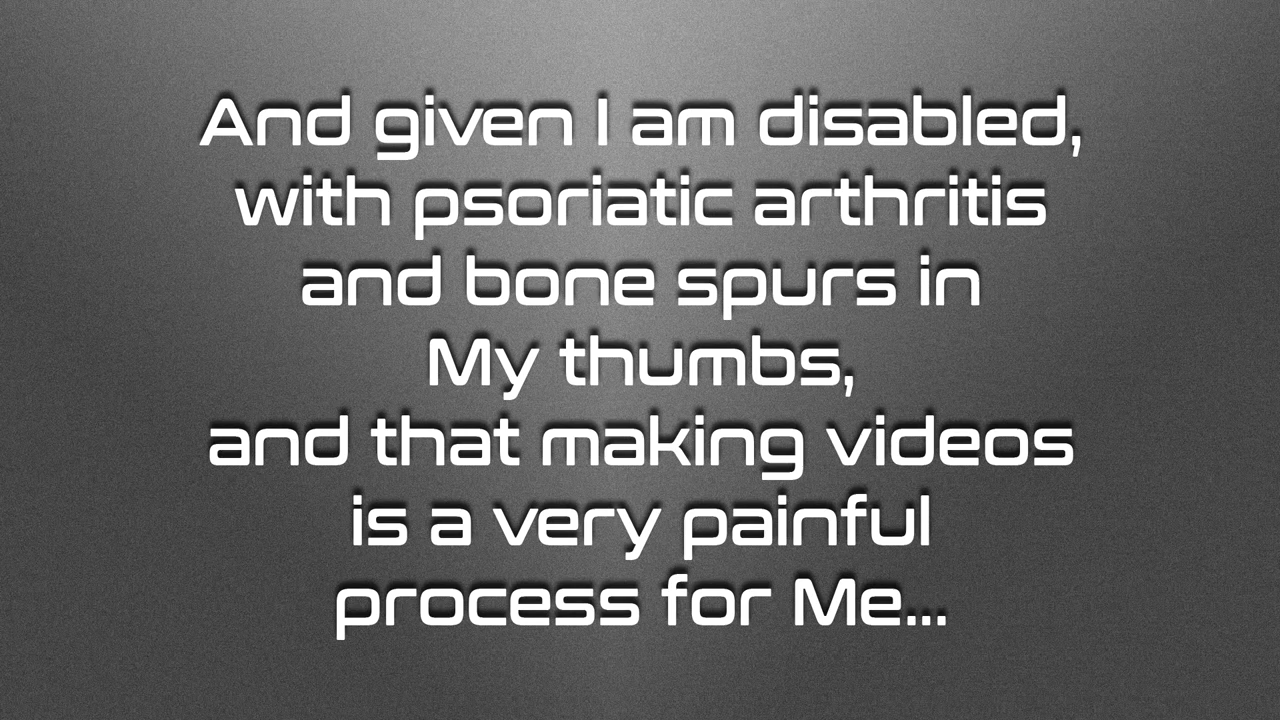 And given I am disabled,
with psoriatic arthritis
and bone spurs in
My thumbs,
and that making videos
is a very painful
process for Me...